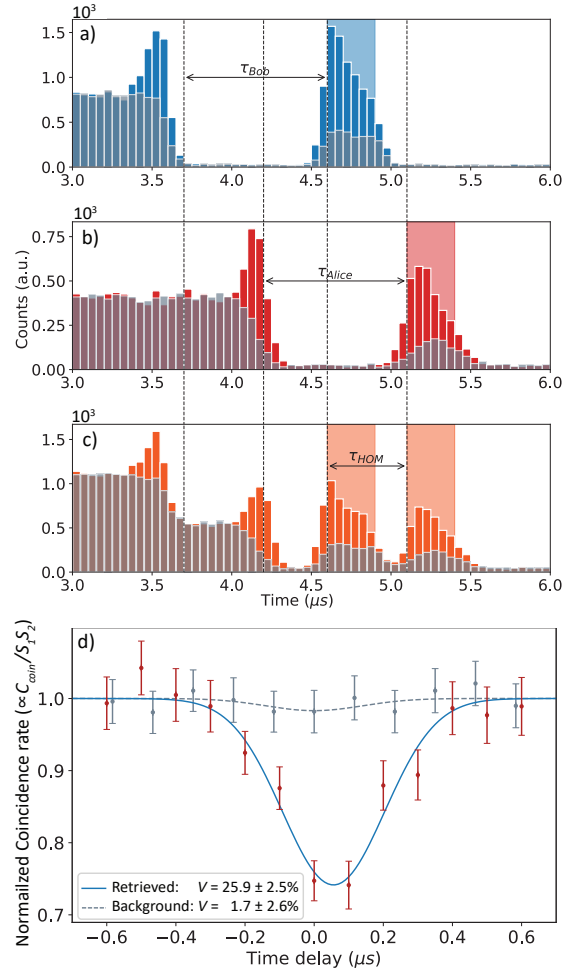 10³
a)
τBob
1.5
1.0
0.5
0.0
3.0 3.5 4.0 4.5 5.0 5.5 6.0
10³
b)
τAlice
0.75
0.50
0.25
0.00
Counts (a.u.)
3.0 3.5 4.0 4.5 5.0 5.5 6.0
10³
c)
τHOM
1.5
1.0
0.5
0.0
3.0 3.5 4.0 4.5 5.0 5.5 6.0
Time (μs)
d)
Normailzed Coincidence rate (∝C_coin/S₁S₂)
1.0
0.9
0.8
0.7
Retrieved: V = 25.9 ± 2.5%
Background: V = 1.7 ± 2.6%
−0.6 −0.4 −0.2 0.0 0.2 0.4 0.6
Time delay (μs)